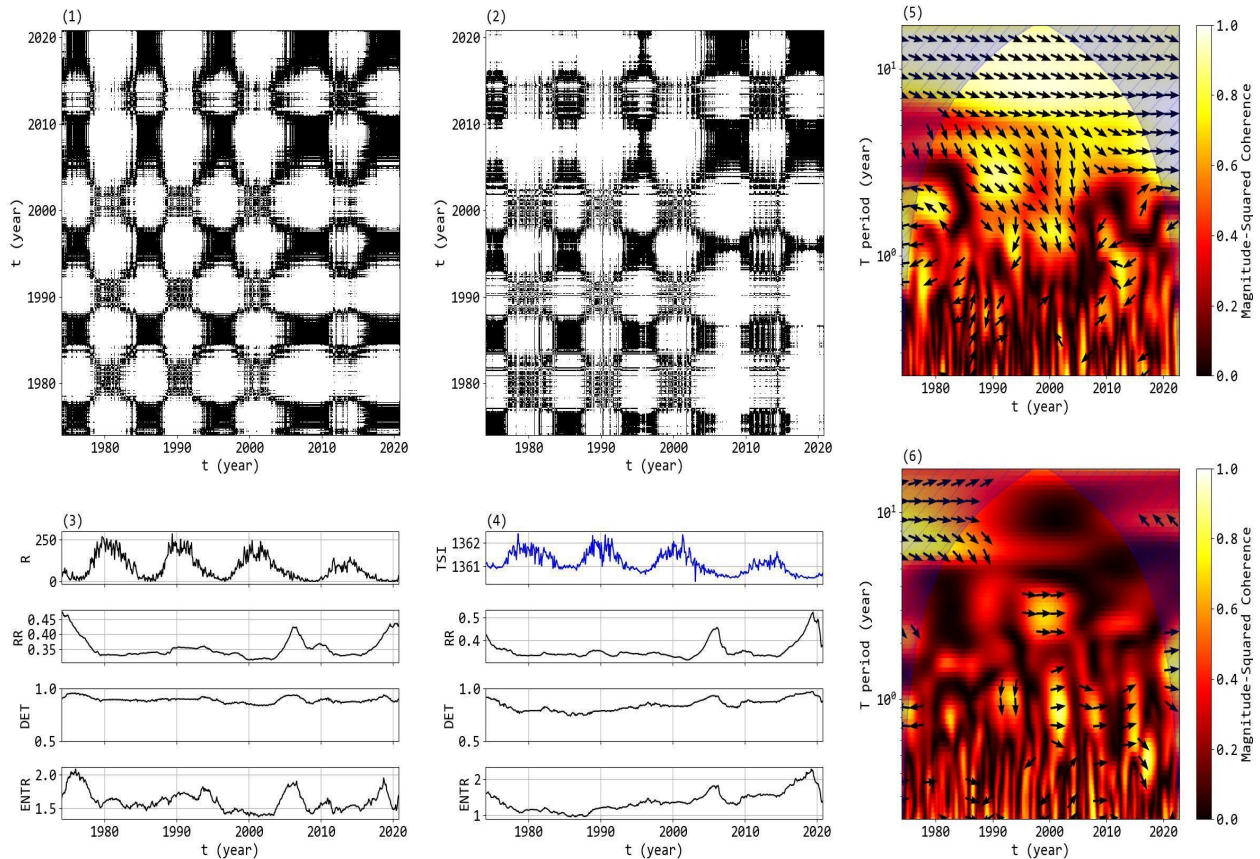 (1)
t (year)
2020
2010
2000
1990
1980
1980 1990 2000 2010 2020
t (year)
(2)
t (year)
2020
2010
2000
1990
1980
1980 1990 2000 2010 2020
t (year)
(5)
T period (year)
10¹
10⁰
1980 1990 2000 2010 2020
t (year)
1.0
0.8
0.6
0.4
0.2
0.0
Magnitude-Squared Coherence
(3)
R
250
0
RR
0.45
0.40
0.35
DET
1.0
0.5
ENTR
2.0
1.5
1980 1990 2000 2010 2020
t (year)
(4)
TSI
1362
1361
RR
0.5
0.4
DET
1.0
0.5
ENTR
2
1
1980 1990 2000 2010 2020
t (year)
(6)
T period (year)
10¹
10⁰
1980 1990 2000 2010 2020
t (year)
1.0
0.8
0.6
0.4
0.2
0.0
Magnitude-Squared Coherence